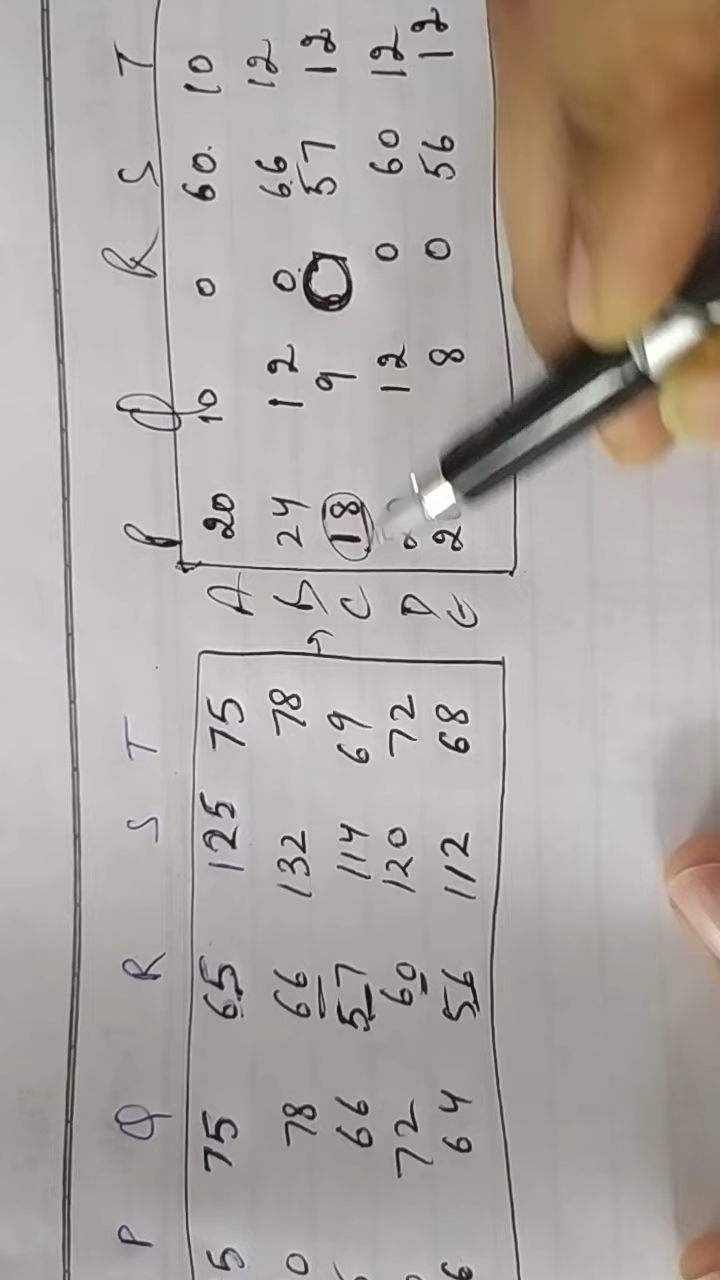 P Q R S T P Q R S T
75 65 125 75 A 20 10 0 60 10
78 66 132 78 B 24 12 0 66 12
66 57 114 69 C 18 9 0 57 12
72 60 120 72 D 12 0 60 12
64 56 112 68 E 8 0 56 12